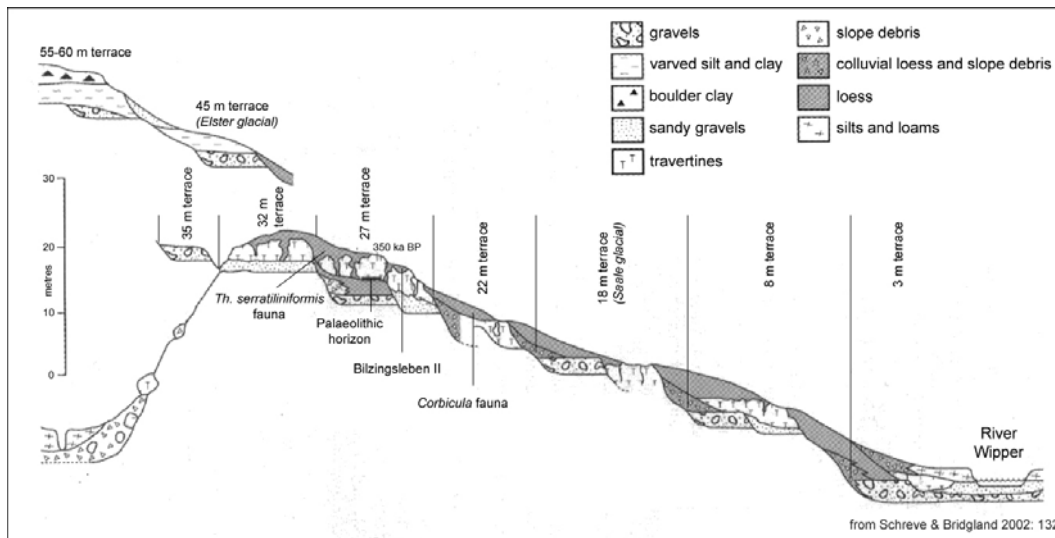 55-60 m terrace
45 m terrace
(Elster glacial)
gravels
varved silt and clay
boulder clay
sandy gravels
travertines
slope debris
colluvial loess and slope debris
loess
silts and loams
30
20
10
0
metres
35 m terrace
32 m
terrace
27 m terrace
22 m terrace
18 m terrace
(Saale glacial)
8 m terrace
3 m terrace
350 ka BP
Th. serratiliniformis
fauna
Palaeolithic
horizon
Bilzingsleben II
Corbicula fauna
River
Wipper
from Schreve & Bridgland 2002: 132